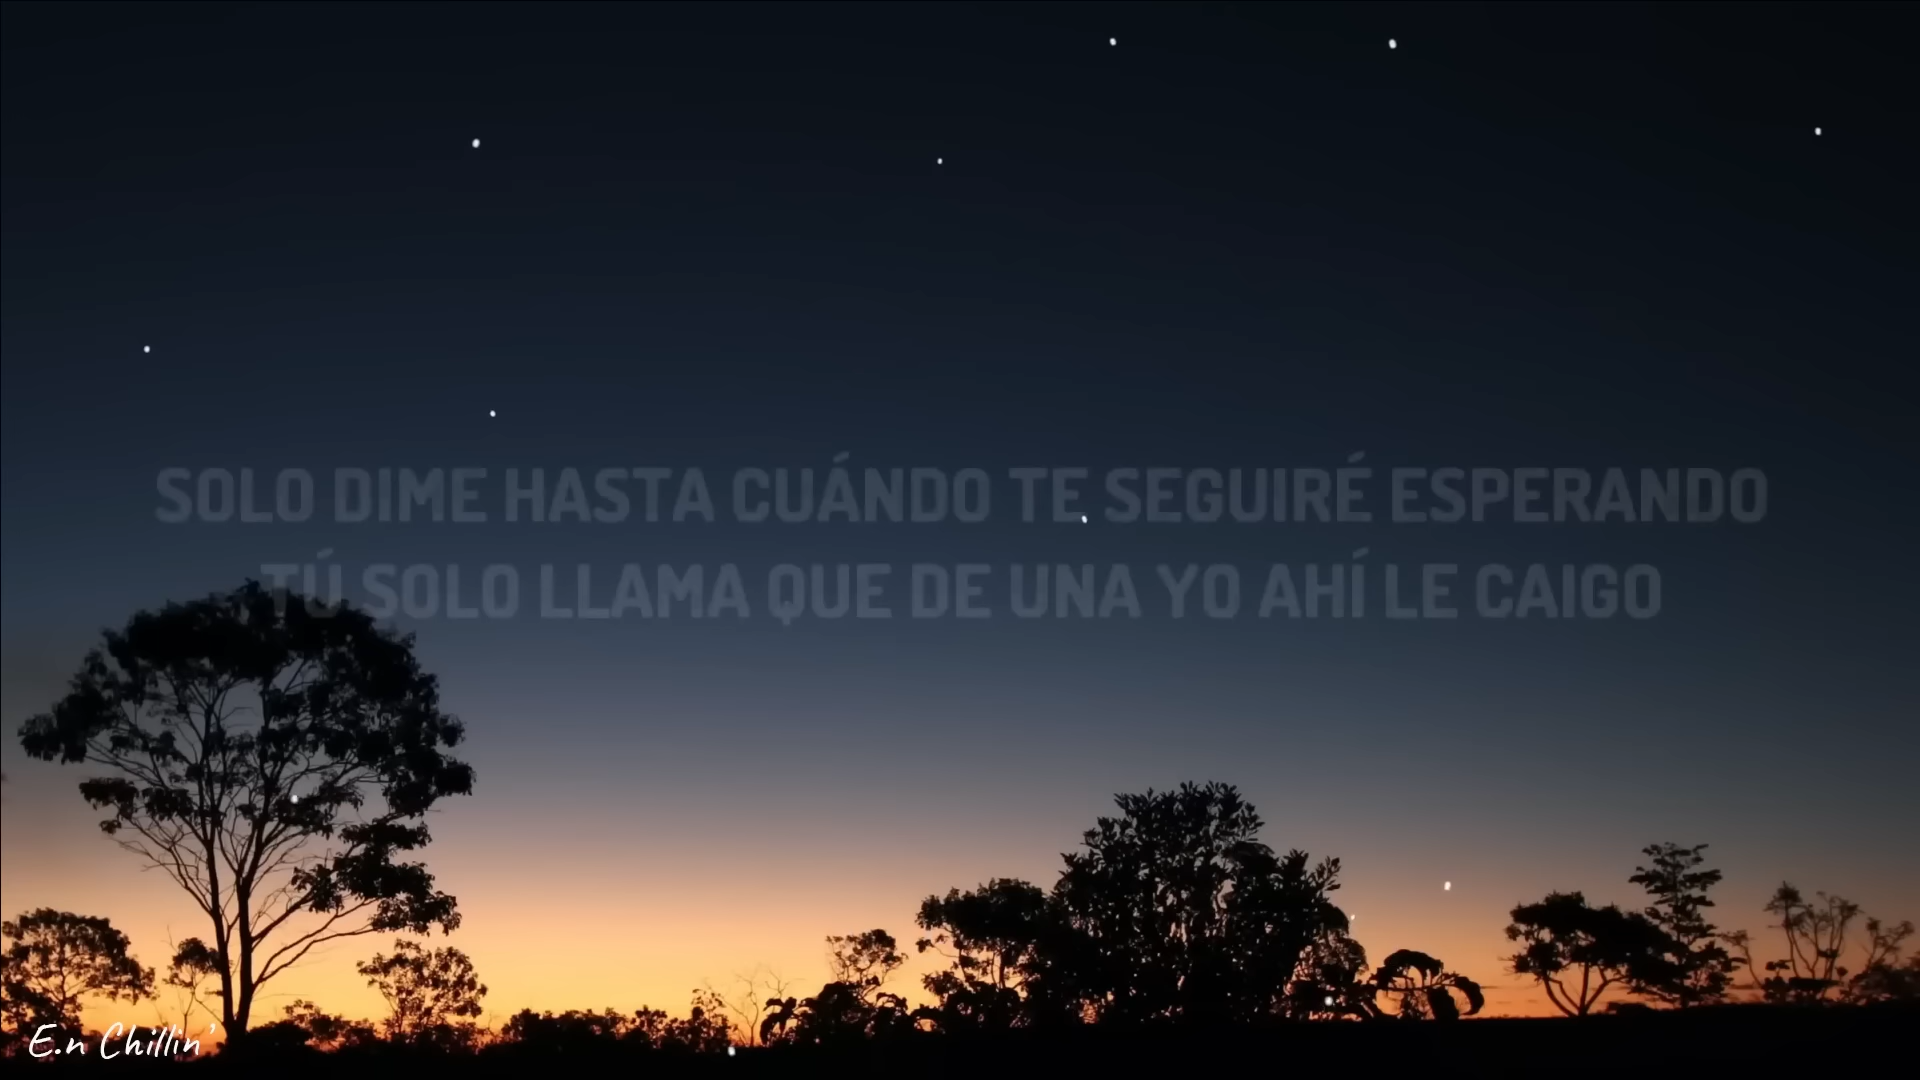 SOLO DIME HASTA CUÁNDO TE SEGUIRÉ ESPERANDO
TÚ SOLO LLAMA QUE DE UNA YO AHÍ LE CAIGO
E.n Chillin'